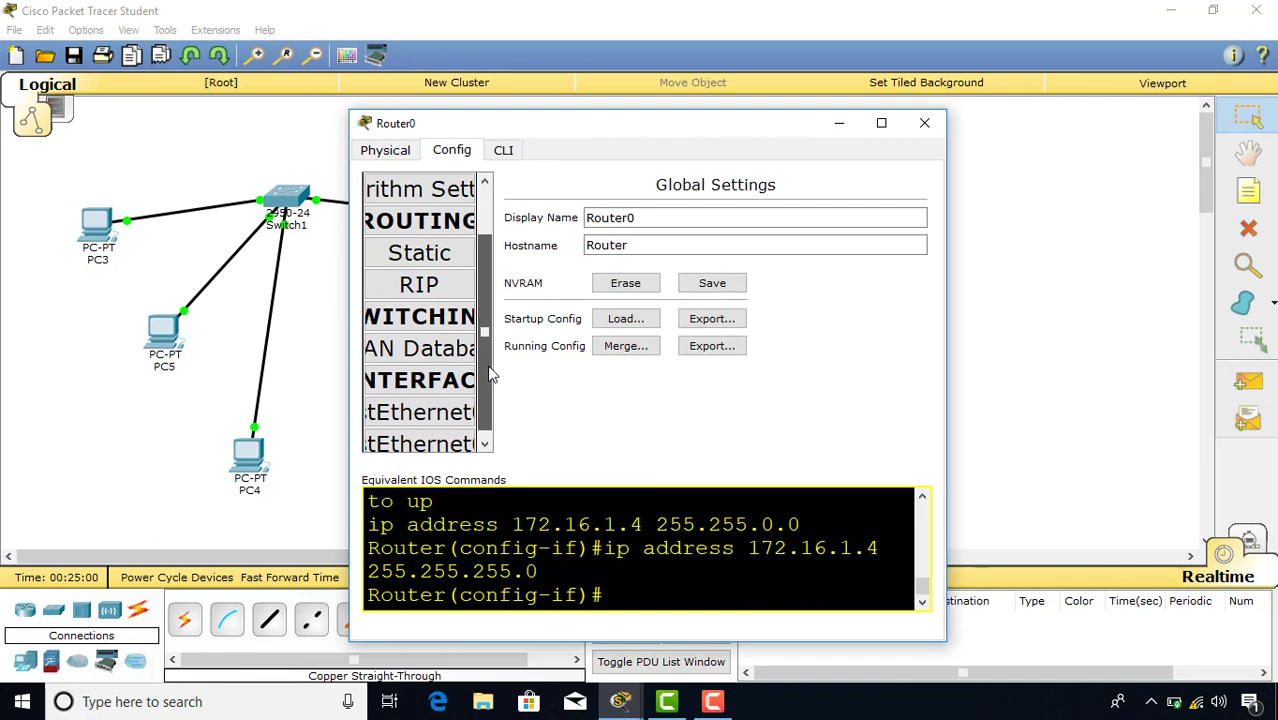 Cisco Packet Tracer Student
File Edit Options View Tools Extensions Help
Logical
[Root]
New Cluster
Move Object
Set Tiled Background
Viewport
2950-24
Switch1
PC-PT
PC3
PC-PT
PC5
PC-PT
PC4
Router0
Physical Config CLI
rithm Sett
ROUTING
Static
RIP
WITCHIN
AN Databa
NTERFAC
stEthernet0
stEthernet0
Global Settings
Display Name Router0
Hostname Router
NVRAM Erase Save
Startup Config Load... Export...
Running Config Merge... Export...
Equivalent IOS Commands
to up
ip address 172.16.1.4 255.255.0.0
Router(config-if)#ip address 172.16.1.4
255.255.255.0
Router(config-if)#
Time: 00:25:00 Power Cycle Devices Fast Forward Time
Realtime
Connections
Copper Straight-Through
Toggle PDU List Window
stination Type Color Time(sec) Periodic Num
Type here to search
1